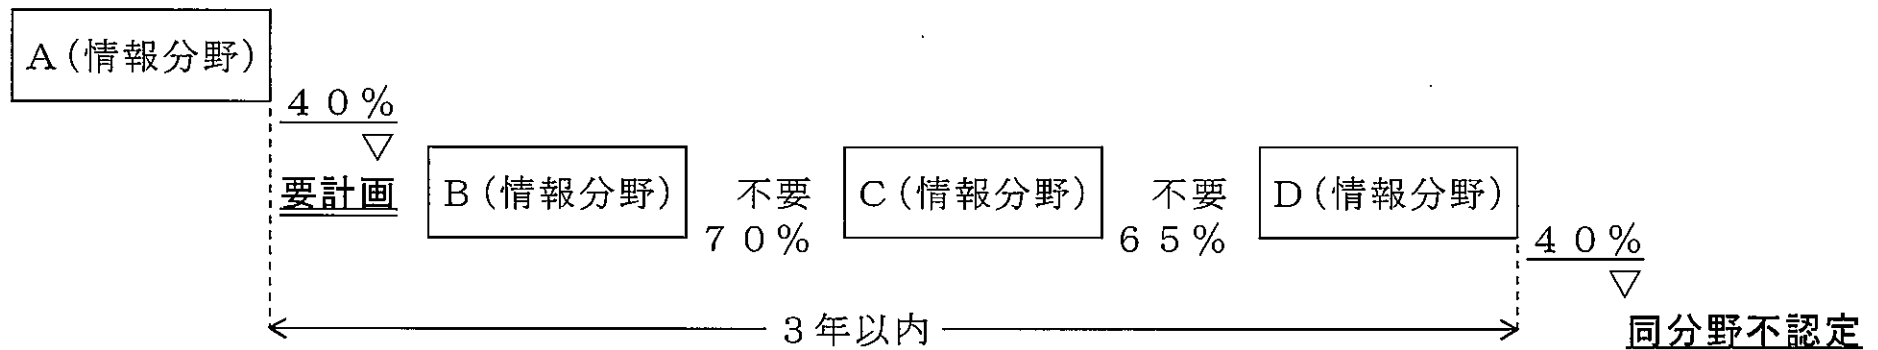 A(情報分野)
40%
▽
要計画
B(情報分野)
不要
70%
C(情報分野)
不要
65%
D(情報分野)
40%
▽
3年以内
同分野不認定